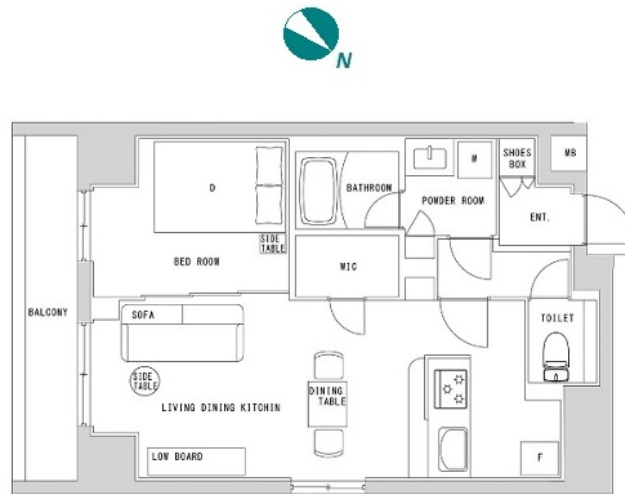 N
SHOES
BOX
MB
D
W
BATHROOM
POWDER ROOM
ENT.
SIDE
TABLE
BED ROOM
WIC
BALCONY
SOFA
TOILET
SIDE
TABLE
DINING
TABLE
LIVING DINING KITCHIN
LOW BOARD
F